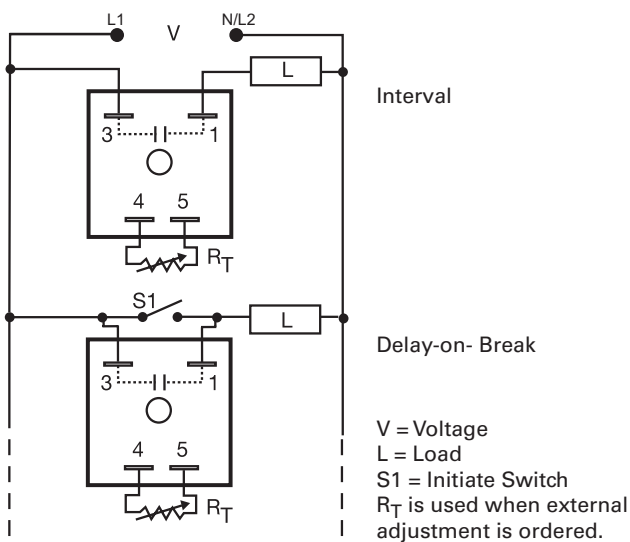 L1 V N/L2
L
Interval
3 1
4 5
RT
S1
L
Delay-on- Break
3 1
4 5
RT
V = Voltage
L = Load
S1 = Initiate Switch
RT is used when external
adjustment is ordered.